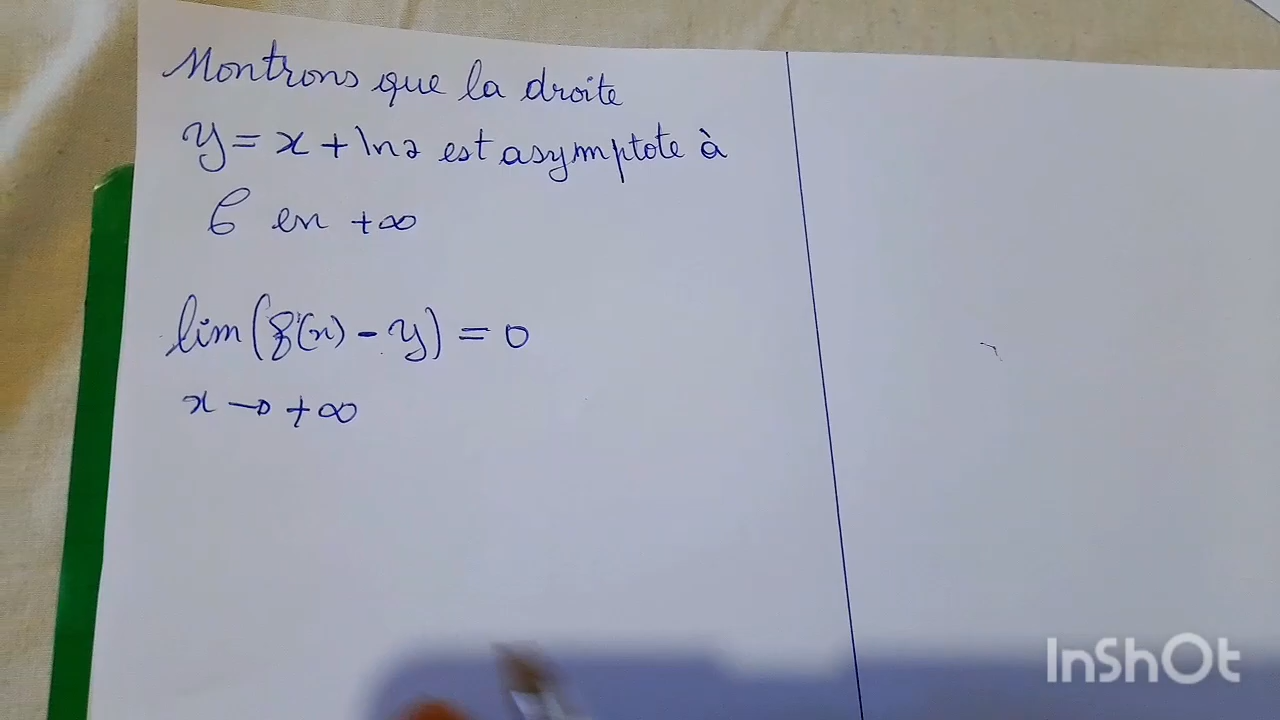 Montrons que la droite
y = x + ln2 est asymptote à
C en +∞
lim(f(x) - y) = 0
x → +∞
InShOt